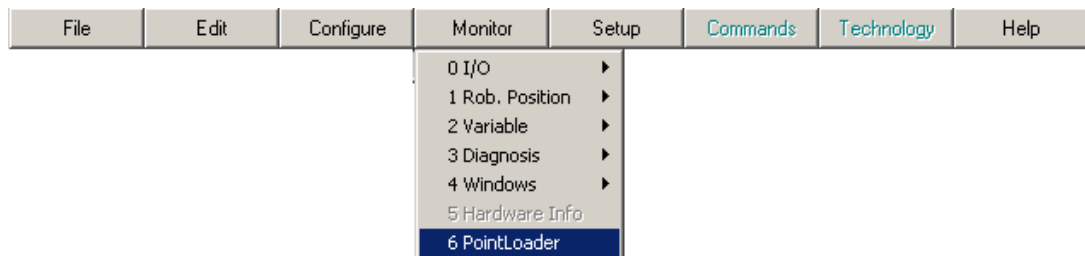 File Edit Configure Monitor Setup Commands Technology Help
0 I/O
1 Rob. Position
2 Variable
3 Diagnosis
4 Windows
5 Hardware Info
6 PointLoader